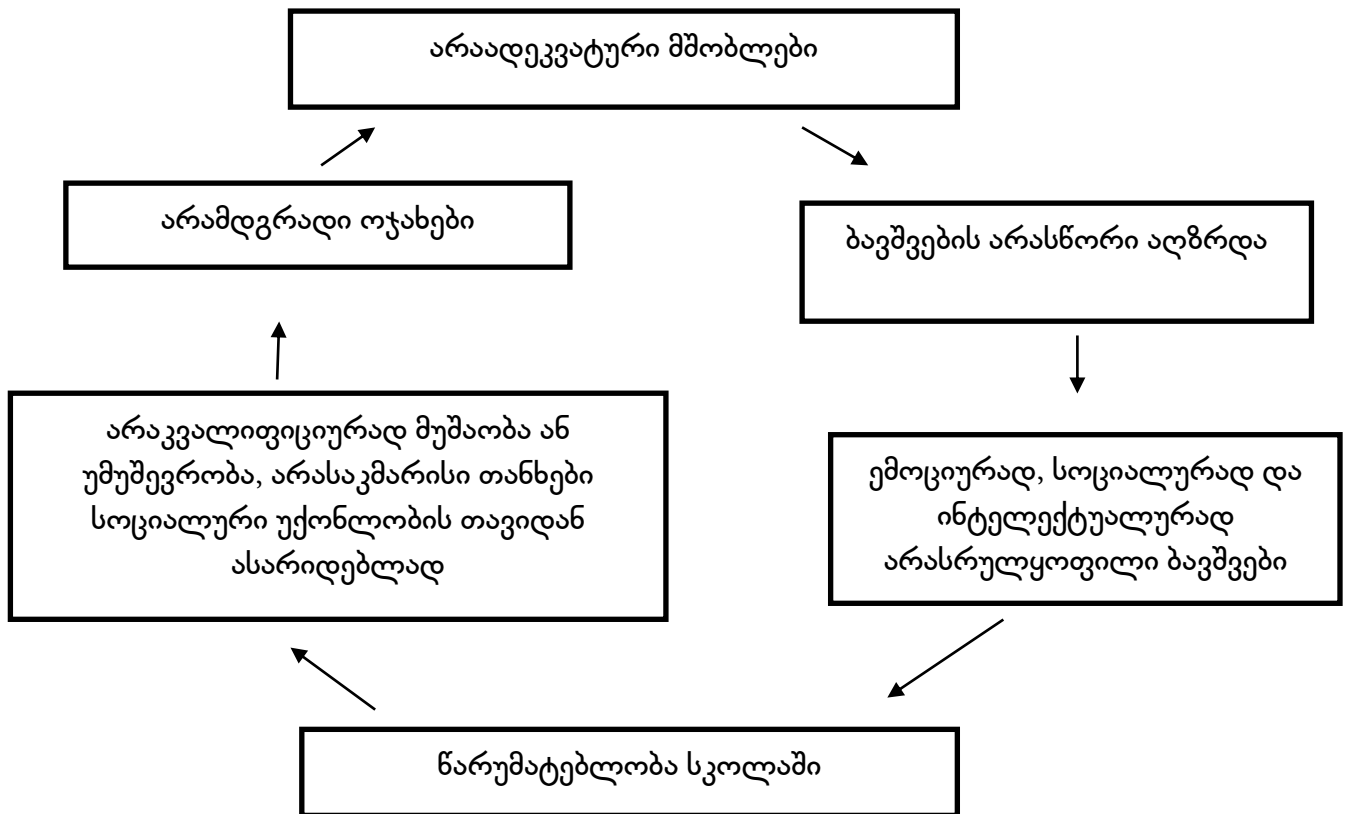 არაადეკვატური მშობლები
არამდგრადი ოჯახები
ბავშვების არასწორი აღზრდა
არაკვალიფიციურად მუშაობა ან
უმუშევრობა, არასაკმარისი თანხები
სოციალური უქონლობის თავიდან
ასარიდებლად
ემოციურად, სოციალურად და
ინტელექტუალურად
არასრულყოფილი ბავშვები
წარუმატებლობა სკოლაში